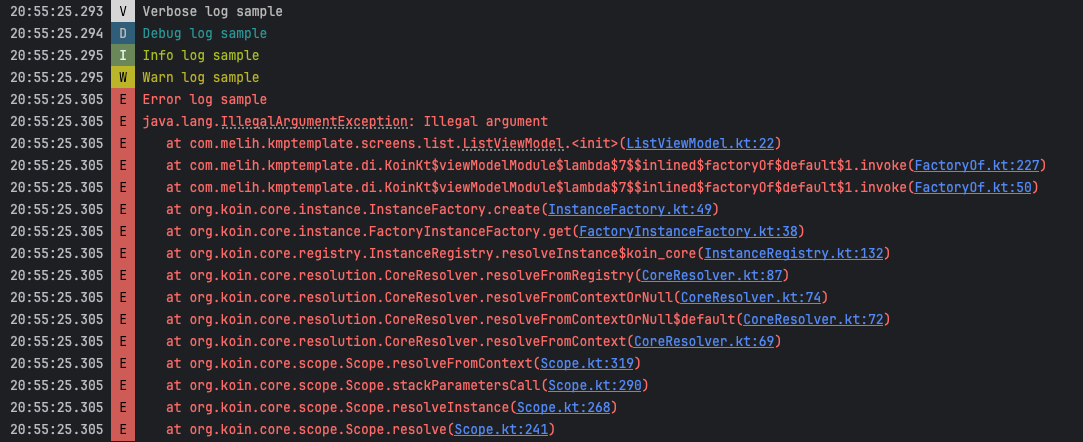 20:55:25.293 V Verbose log sample
20:55:25.294 D Debug log sample
20:55:25.295 I Info log sample
20:55:25.295 W Warn log sample
20:55:25.305 E Error log sample
20:55:25.305 E java.lang.IllegalArgumentException: Illegal argument
20:55:25.305 E at com.melih.kmptemplate.screens.list.ListViewModel.<init>(ListViewModel.kt:22)
20:55:25.305 E at com.melih.kmptemplate.di.KoinKt$viewModelModule$lambda$7$$inlined$factoryOf$default$1.invoke(FactoryOf.kt:227)
20:55:25.305 E at com.melih.kmptemplate.di.KoinKt$viewModelModule$lambda$7$$inlined$factoryOf$default$1.invoke(FactoryOf.kt:50)
20:55:25.305 E at org.koin.core.instance.InstanceFactory.create(InstanceFactory.kt:49)
20:55:25.305 E at org.koin.core.instance.FactoryInstanceFactory.get(FactoryInstanceFactory.kt:38)
20:55:25.305 E at org.koin.core.registry.InstanceRegistry.resolveInstance$koin_core(InstanceRegistry.kt:132)
20:55:25.305 E at org.koin.core.resolution.CoreResolver.resolveFromRegistry(CoreResolver.kt:87)
20:55:25.305 E at org.koin.core.resolution.CoreResolver.resolveFromContextOrNull(CoreResolver.kt:74)
20:55:25.305 E at org.koin.core.resolution.CoreResolver.resolveFromContextOrNull$default(CoreResolver.kt:72)
20:55:25.305 E at org.koin.core.resolution.CoreResolver.resolveFromContext(CoreResolver.kt:69)
20:55:25.305 E at org.koin.core.scope.Scope.resolveFromContext(Scope.kt:319)
20:55:25.305 E at org.koin.core.scope.Scope.stackParametersCall(Scope.kt:290)
20:55:25.305 E at org.koin.core.scope.Scope.resolveInstance(Scope.kt:268)
20:55:25.305 E at org.koin.core.scope.Scope.resolve(Scope.kt:241)